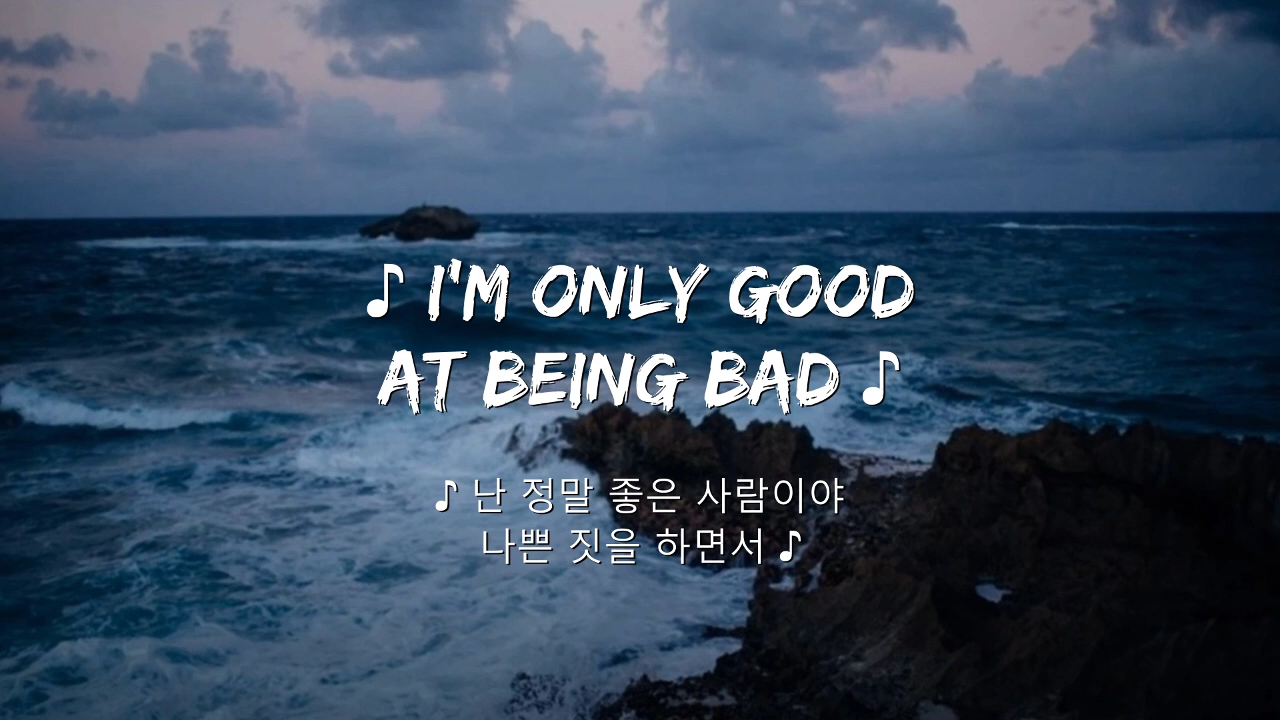 ♪ I'M ONLY GOOD
AT BEING BAD ♪
♪ 난 정말 좋은 사람이야
나쁜 짓을 하면서 ♪